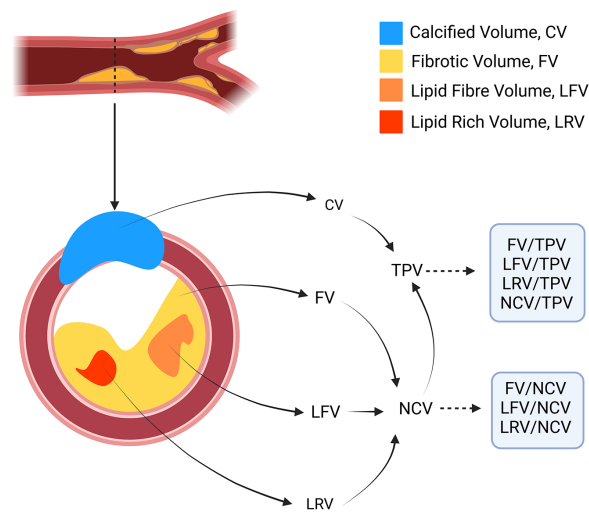 Calcified Volume, CV
Fibrotic Volume, FV
Lipid Fibre Volume, LFV
Lipid Rich Volume, LRV
CV
TPV
FV/TPV
LFV/TPV
LRV/TPV
NCV/TPV
FV
LFV
NCV
FV/NCV
LFV/NCV
LRV/NCV
LRV